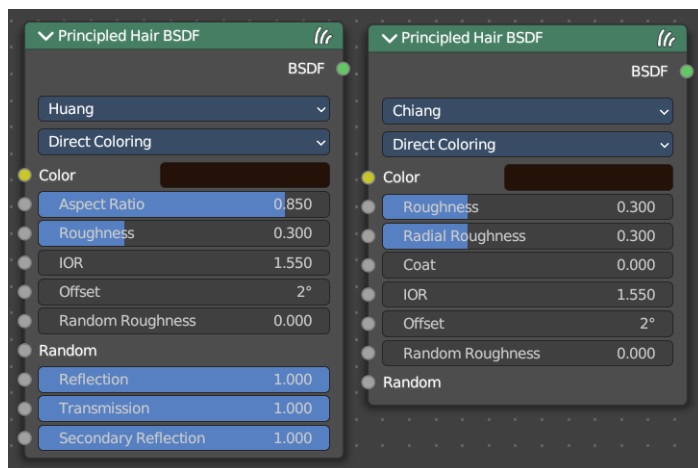 Principled Hair BSDF
BSDF
Huang
Direct Coloring
Color
Aspect Ratio 0.850
Roughness 0.300
IOR 1.550
Offset 2°
Random Roughness 0.000
Random
Reflection 1.000
Transmission 1.000
Secondary Reflection 1.000
Principled Hair BSDF
BSDF
Chiang
Direct Coloring
Color
Roughness 0.300
Radial Roughness 0.300
Coat 0.000
IOR 1.550
Offset 2°
Random Roughness 0.000
Random